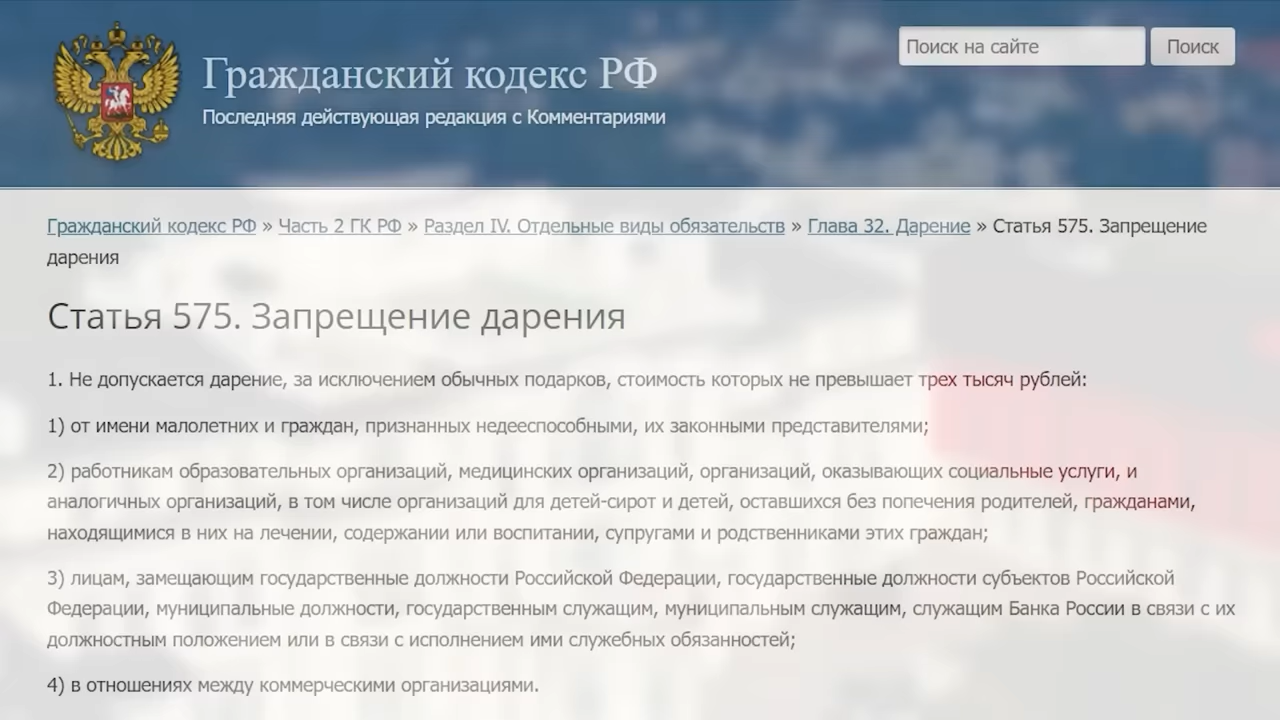 Гражданский кодекс РФ
Последняя действующая редакция с Комментариями
Поиск на сайте
Поиск
Гражданский кодекс РФ » Часть 2 ГК РФ » Раздел IV. Отдельные виды обязательств » Глава 32. Дарение » Статья 575. Запрещение
дарения
Статья 575. Запрещение дарения
1. Не допускается дарение, за исключением обычных подарков, стоимость которых не превышает трех тысяч рублей:
1) от имени малолетних и граждан, признанных недееспособными, их законными представителями;
2) работникам образовательных организаций, медицинских организаций, организаций, оказывающих социальные услуги, и
аналогичных организаций, в том числе организаций для детей-сирот и детей, оставшихся без попечения родителей, гражданами,
находящимися в них на лечении, содержании или воспитании, супругами и родственниками этих граждан;
3) лицам, замещающим государственные должности Российской Федерации, государственные должности субъектов Российской
Федерации, муниципальные должности, государственным служащим, муниципальным служащим, служащим Банка России в связи с их
должностным положением или в связи с исполнением ими служебных обязанностей;
4) в отношениях между коммерческими организациями.